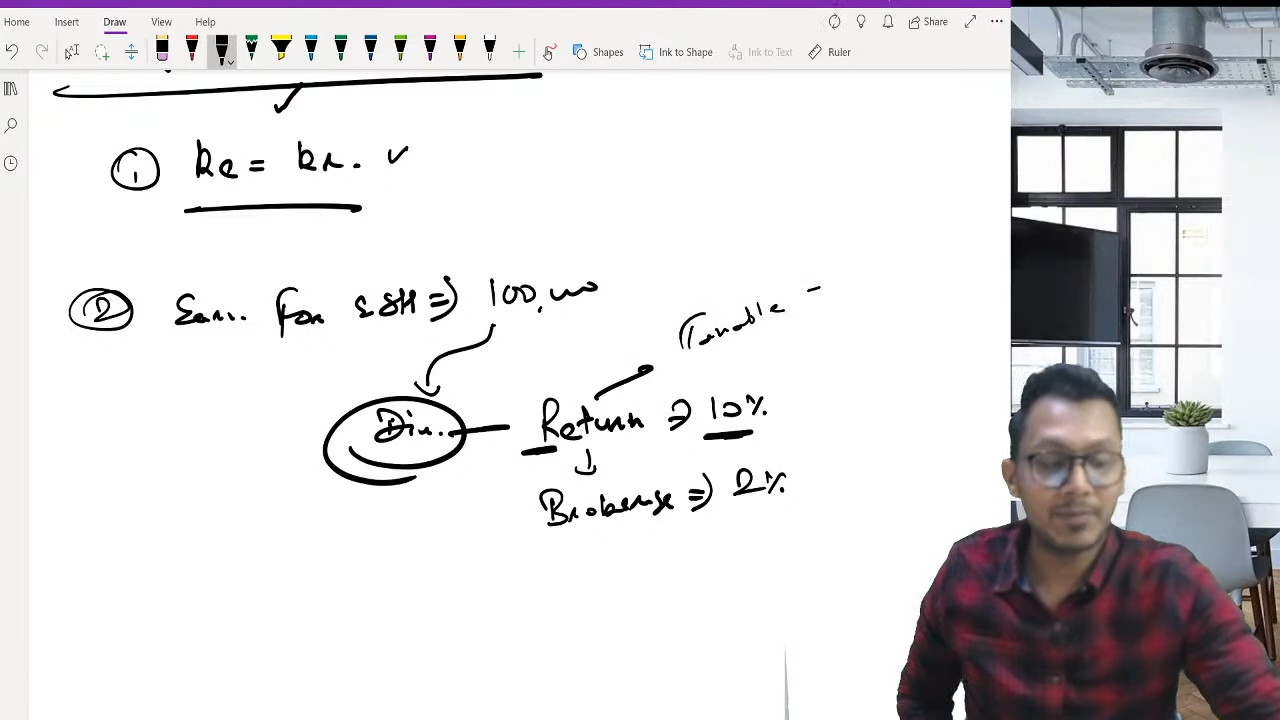 Home Insert Draw View Help Share
Shapes Ink to Shape Ink to Text Ruler
① ke = kr. ✓
② Earn. for ESH ⇒ 100,000
Taxable -
Div. — Return ⇒ 10%
Brokerage ⇒ 2%